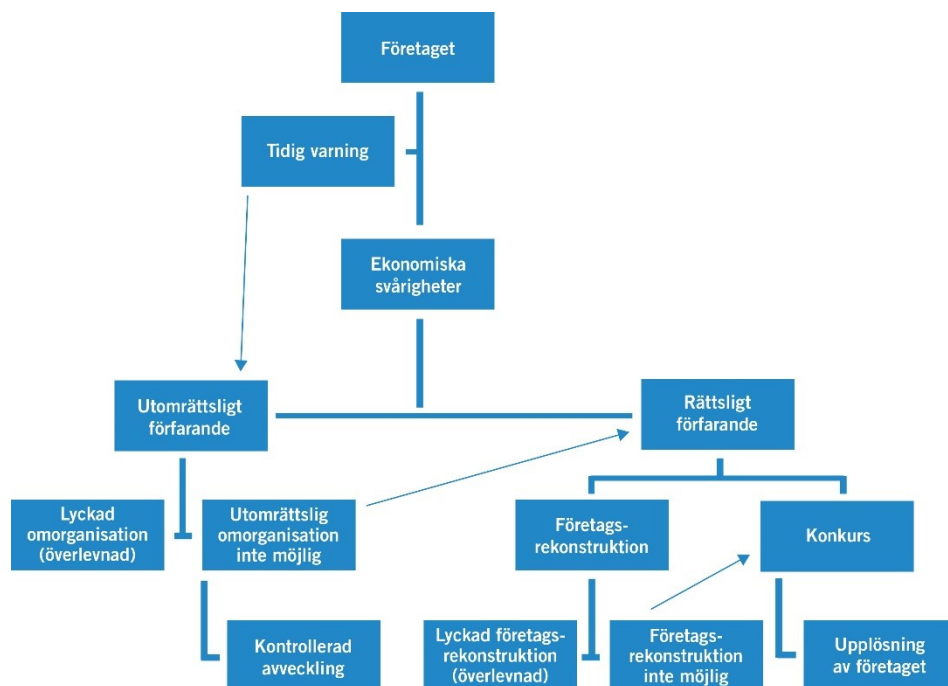 Företaget
Tidig varning
Ekonomiska
svårigheter
Utomrättsligt
förfarande
Rättsligt
förfarande
Lyckad
omorganisation
(överlevnad)
Utomrättslig
omorganisation
inte möjlig
Företags-
rekonstruktion
Konkurs
Kontrollerad
avveckling
Lyckad företags-
rekonstruktion
(överlevnad)
Företags-
rekonstruktion
inte möjlig
Upplösning
av företaget